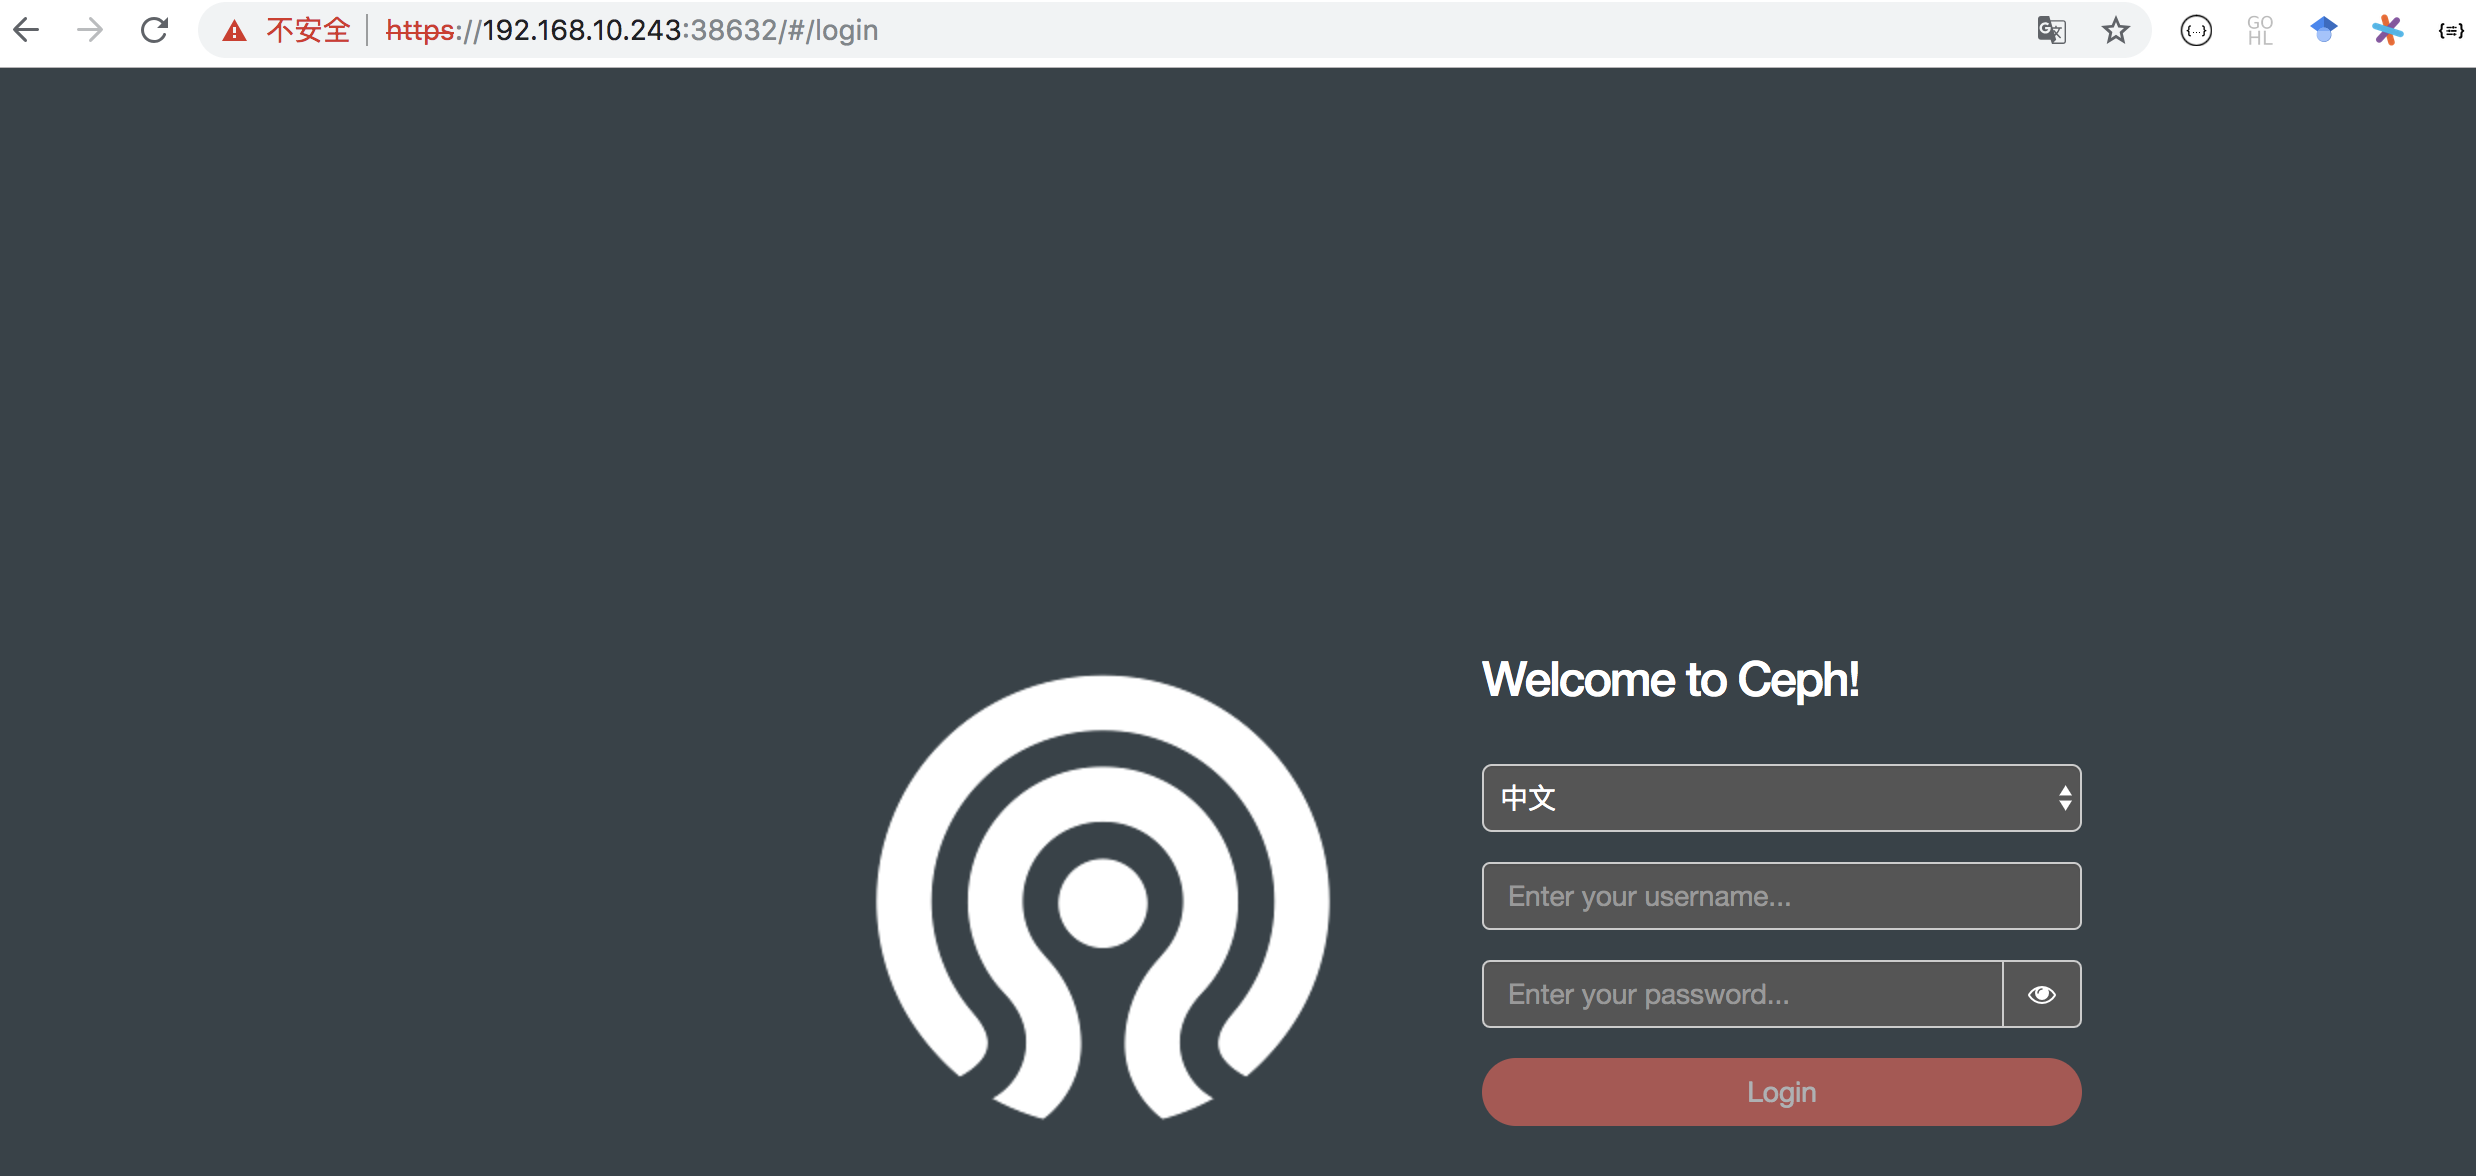 不安全 https://192.168.10.243:38632/#/login
GO
HL
Welcome to Ceph!
中文
Enter your username...
Enter your password...
Login